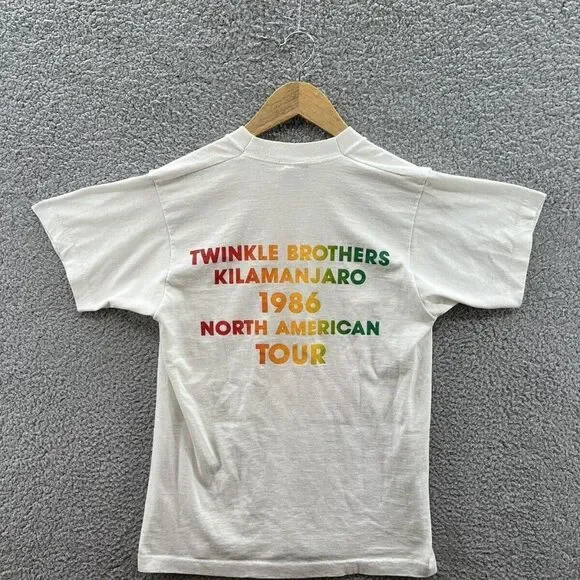 TWINKLE BROTHERS
KILAMANJARO
1986
NORTH AMERICAN
TOUR